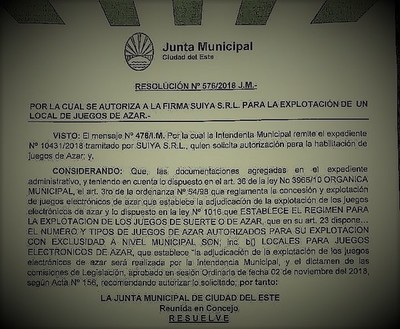 Junta Municipal
Ciudad del Este
RESOLUCIÓN Nº 576/2018 J.M.-
POR LA CUAL SE AUTORIZA A LA FIRMA SUIYA S.R.L. PARA LA EXPLOTACIÓN DE UN
LOCAL DE JUEGOS DE AZAR.-
VISTO: El mensaje Nº 478/I.M. Por la cual la Intendenta Municipal remite el expediente
Nº 10431/2018 tramitado por SUIYA S.R.L., quien solicita autorización para la habilitación de
juegos de Azar; y,
CONSIDERANDO: Que, las documentaciones agregadas en el expediente
administrativo, y teniendo en cuenta lo dispuesto en el art. 36 de la ley No 3965/10 ORGANICA
MUNICIPAL, el art. 3ro de la ordenanza Nº 54/98 que reglamenta la concesión y explotación
de juegos electrónicos de azar que establece la adjudicación de la explotación de los juegos
electrónicos de azar y lo dispuesto en la ley Nº 1016 que ESTABLECE EL REGIMEN PARA
LA EXPLOTACION DE LOS JUEGOS DE SUERTE O DE AZAR, que en su art. 23 dispone...
EL NUMERO Y TIPOS DE JUEGOS DE AZAR AUTORIZADOS PARA SU EXPLOTACION
CON EXCLUSIDAD A NIVEL MUNICIPAL SON; inc. b)) LOCALES PARA JUEGOS
ELECTRONICOS DE AZAR, que establece "la adjudicación de la explotación de los juegos
electrónicos de azar será realizada por la Intendencia Municipal, y el dictamen de las
comisiones de Legislación, aprobado en sesión Ordinaria de fecha 02 de noviembre del 2018,
según Acta Nº 156, recomendando autorizar lo solicitado; por tanto:
LA JUNTA MUNICIPAL DE CIUDAD DEL ESTE
Reunida en Concejo
R E S U E L V E